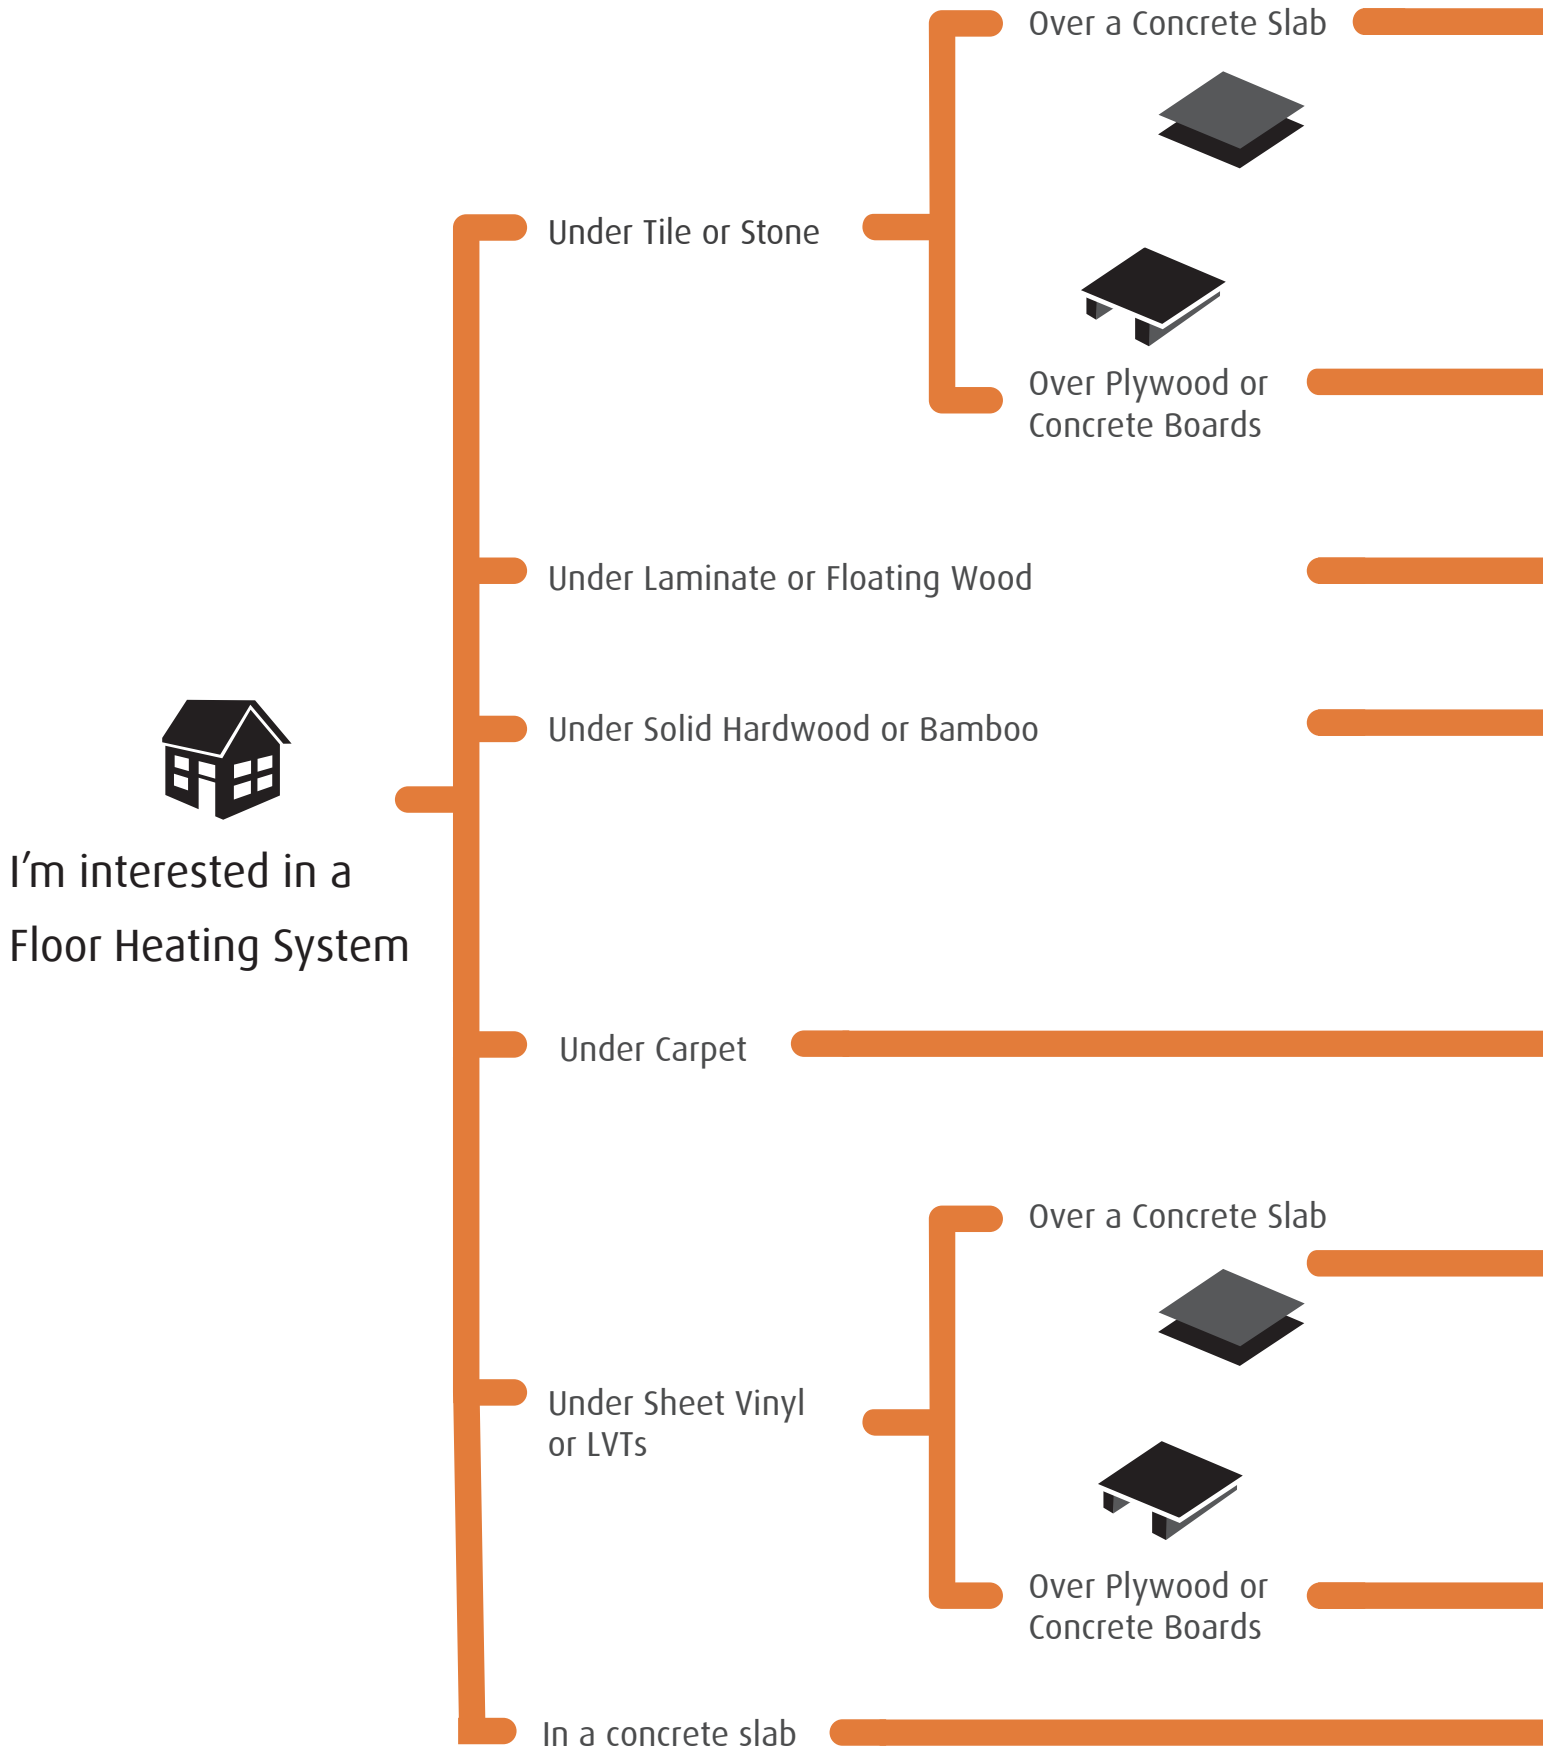 Over a Concrete Slab
Under Tile or Stone
Over Plywood or
Concrete Boards
Under Laminate or Floating Wood
Under Solid Hardwood or Bamboo
I'm interested in a
Floor Heating System
Under Carpet
Over a Concrete Slab
Under Sheet Vinyl
or LVTs
Over Plywood or
Concrete Boards
In a concrete slab